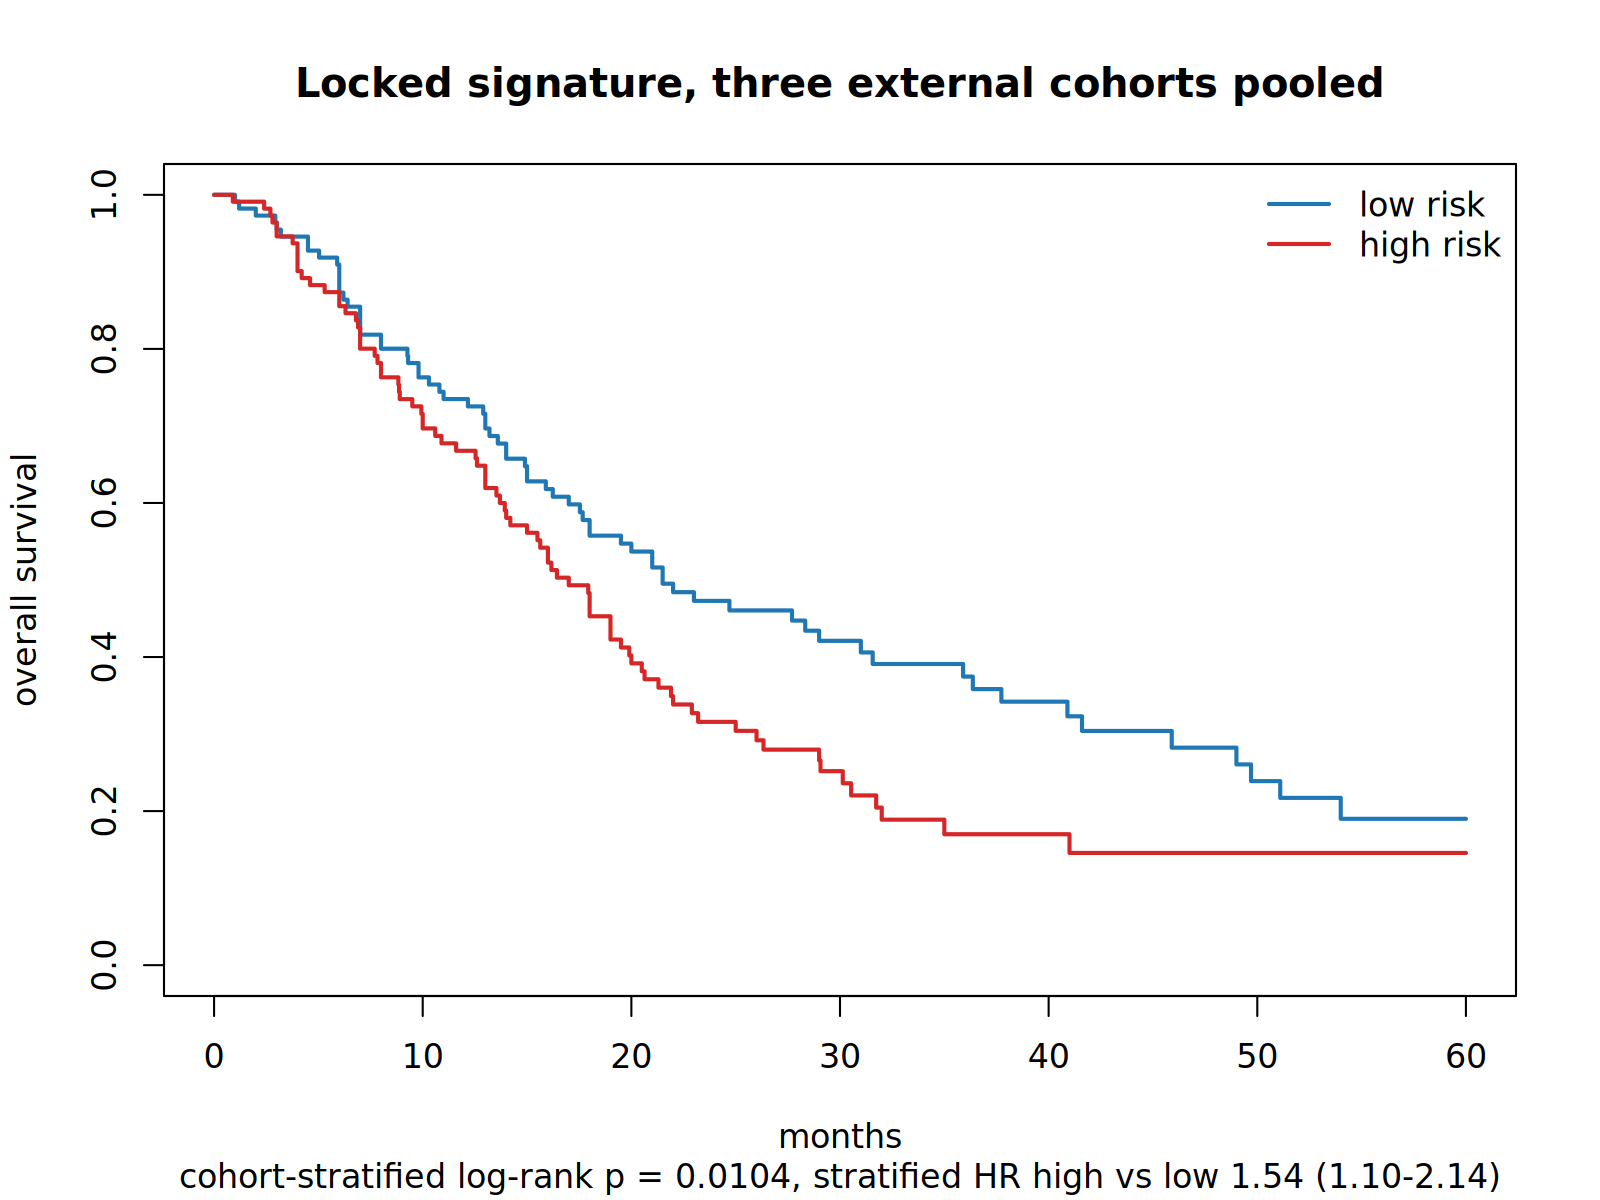 Locked signature, three external cohorts pooled
low risk
high risk
overall survival
1.0
0.8
0.6
0.4
0.2
0.0
0 10 20 30 40 50 60
months
cohort-stratified log-rank p = 0.0104, stratified HR high vs low 1.54 (1.10-2.14)